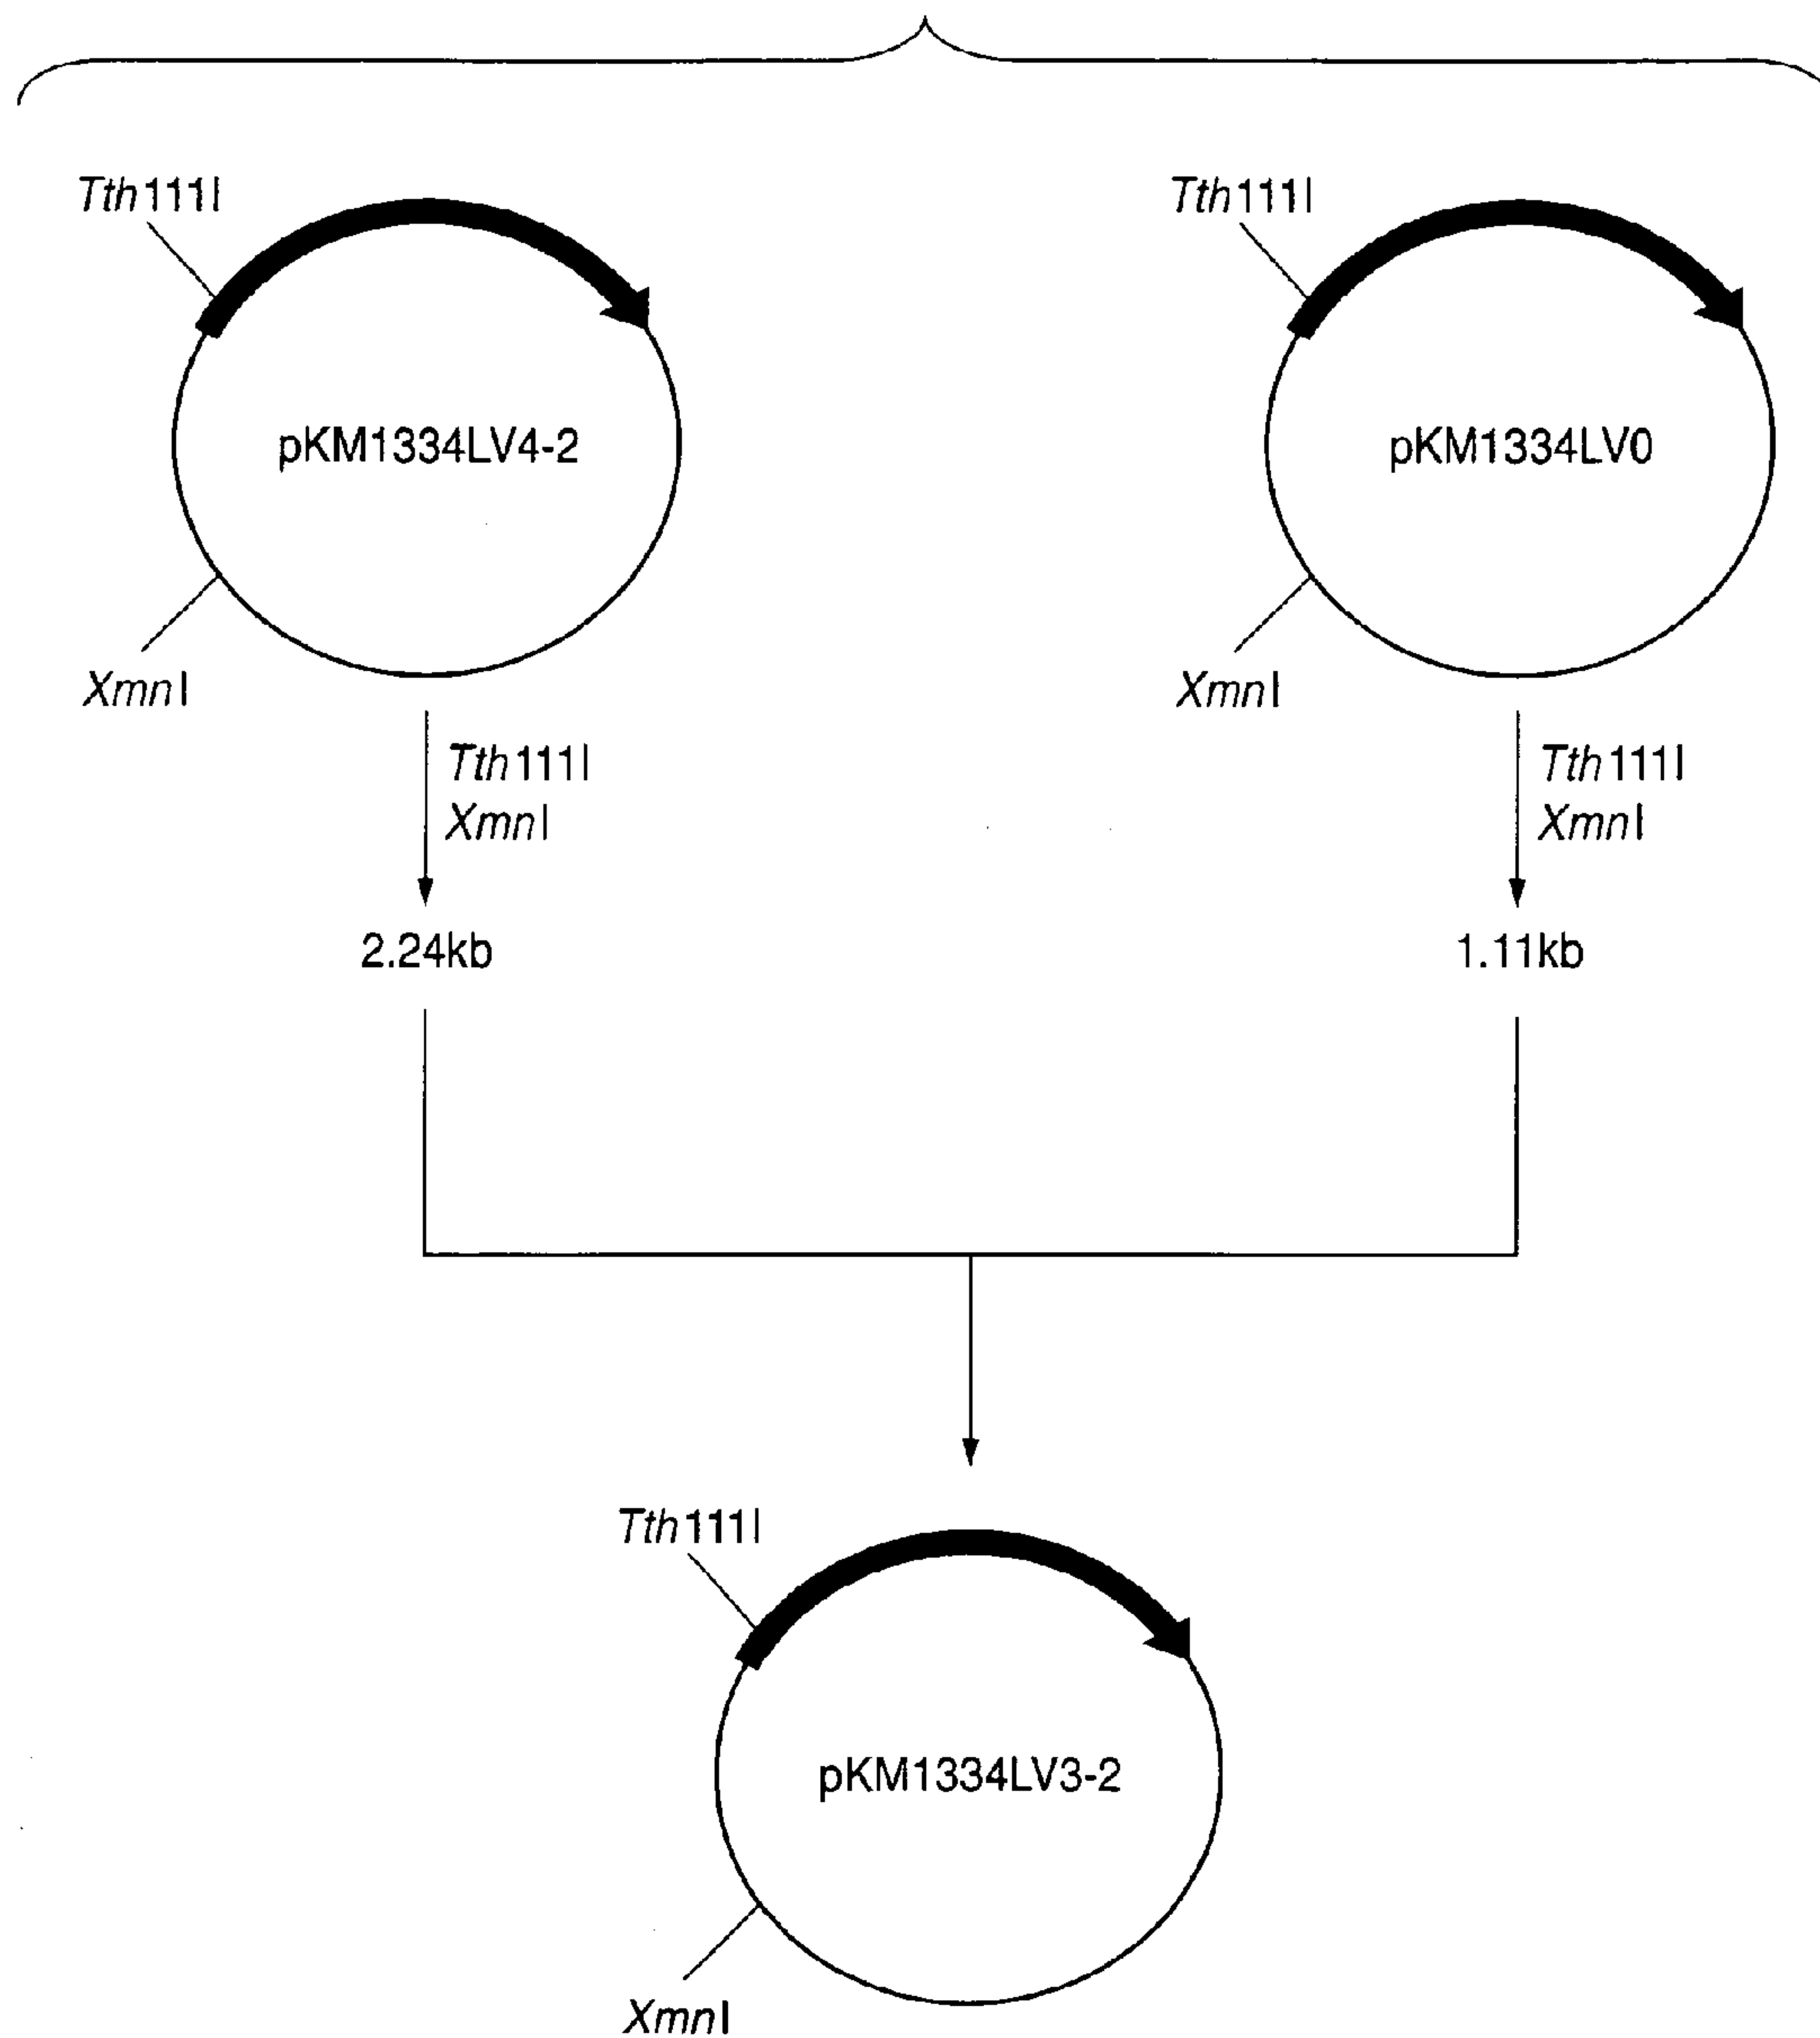 Tth111I
Tth111I
pKM1334LV4-2
pKM1334LV0
XmnI
XmnI
Tth111I
XmnI
Tth111I
XmnI
2.24kb
1.11kb
Tth111I
pKM1334LV3-2
XmnI